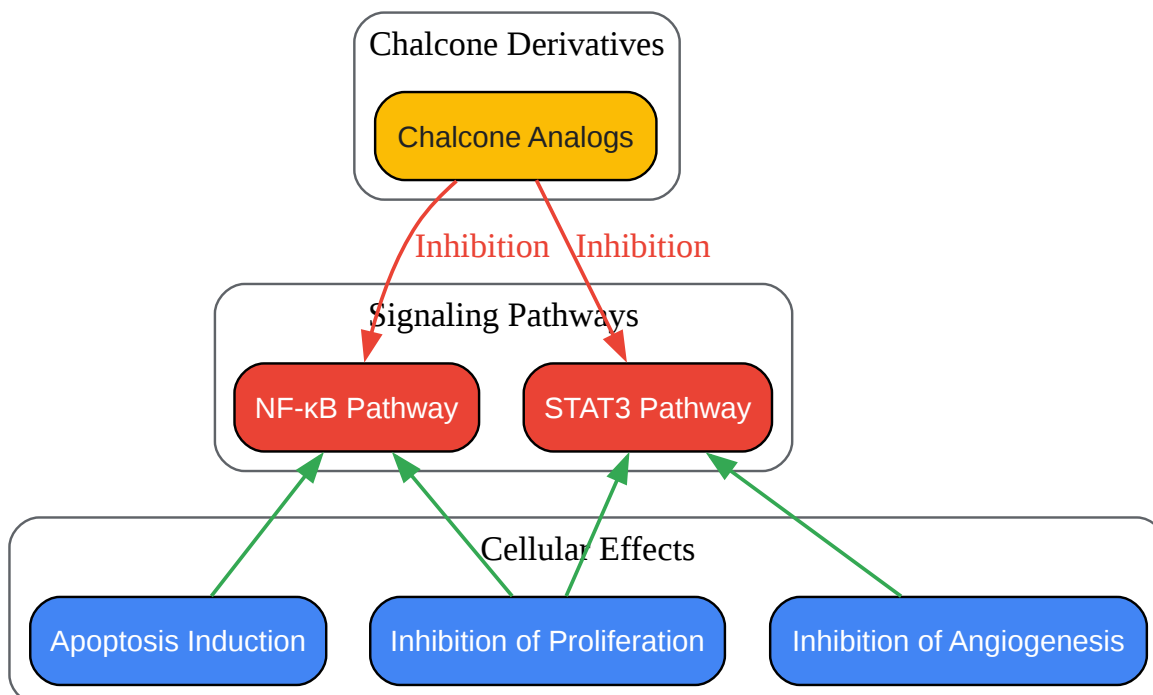 Chalcone Derivatives
Chalcone Analogs
Inhibition Inhibition
Signaling Pathways
NF-κB Pathway STAT3 Pathway
Cellular Effects
Apoptosis Induction Inhibition of Proliferation Inhibition of Angiogenesis